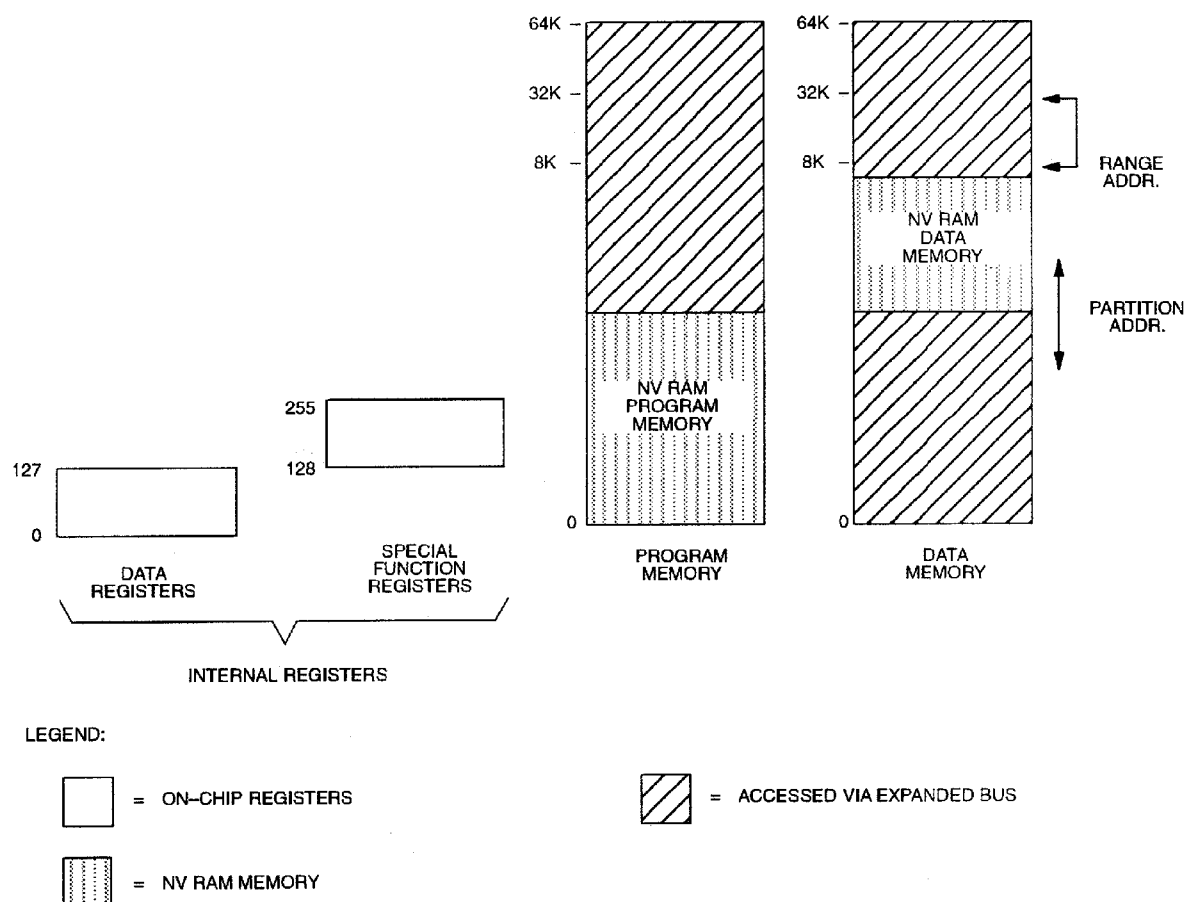 64K
32K
8K
0
NV RAM
PROGRAM
MEMORY
PROGRAM
MEMORY
64K
32K
8K
0
NV RAM
DATA
MEMORY
DATA
MEMORY
RANGE
ADDR.
PARTITION
ADDR.
127
0
DATA
REGISTERS
255
128
SPECIAL
FUNCTION
REGISTERS
INTERNAL REGISTERS
LEGEND:
= ON–CHIP REGISTERS
= ACCESSED VIA EXPANDED BUS
= NV RAM MEMORY